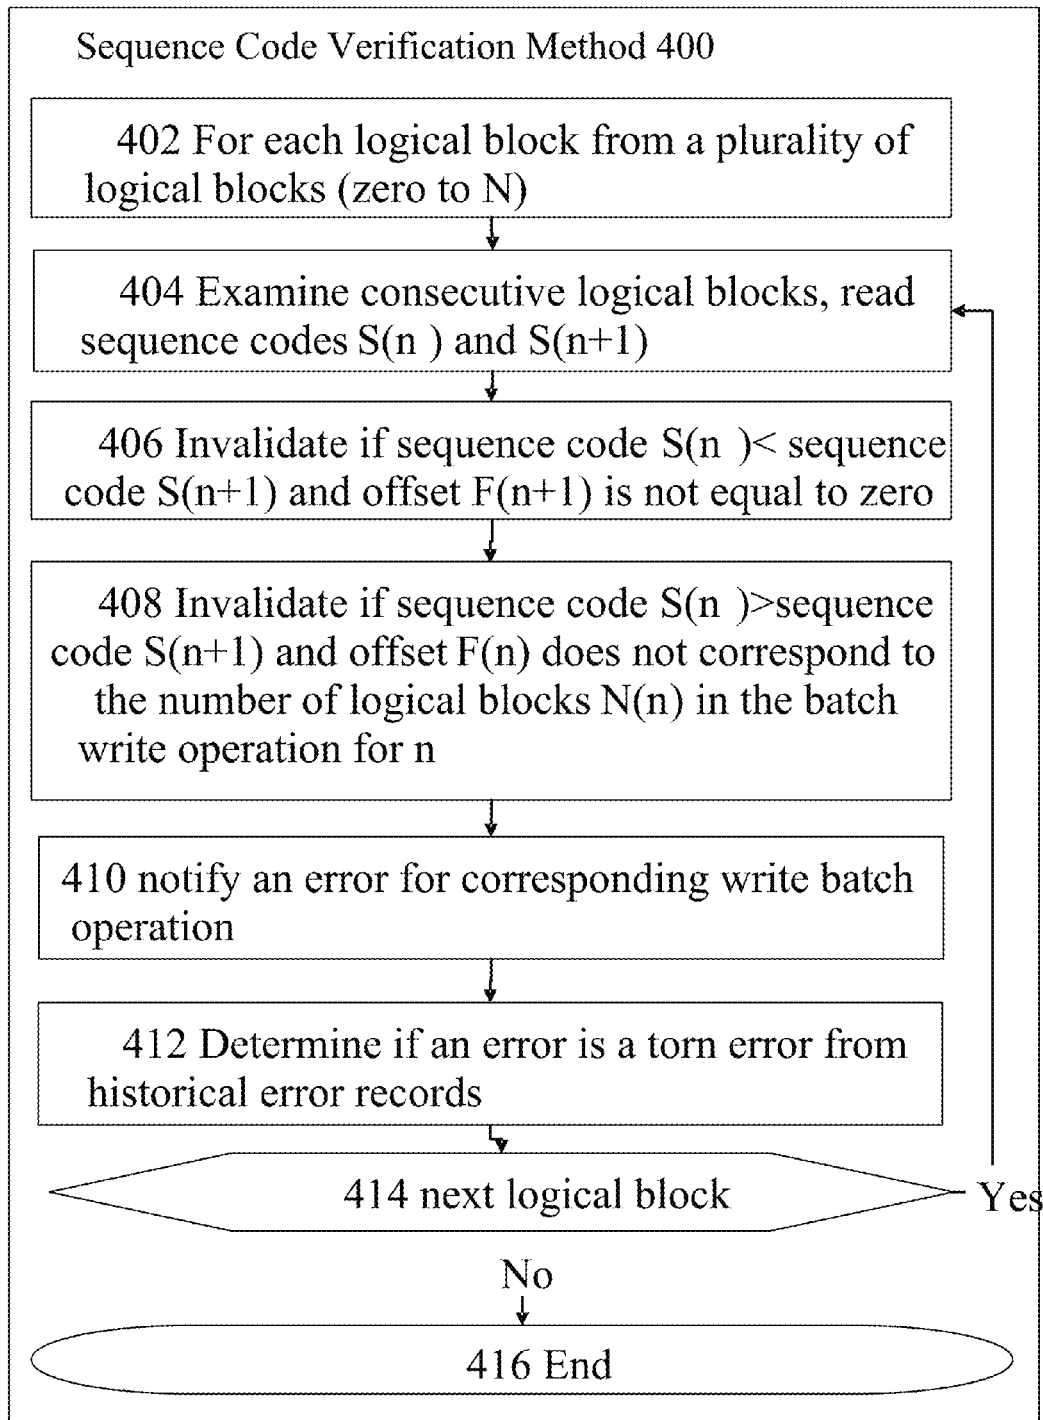 Sequence Code Verification Method 400
402 For each logical block from a plurality of
logical blocks (zero to N)
404 Examine consecutive logical blocks, read
sequence codes S(n ) and S(n+1)
406 Invalidate if sequence code S(n )< sequence
code S(n+1) and offset F(n+1) is not equal to zero
408 Invalidate if sequence code S(n )>sequence
code S(n+1) and offset F(n) does not correspond to
the number of logical blocks N(n) in the batch
write operation for n
410 notify an error for corresponding write batch
operation
412 Determine if an error is a torn error from
historical error records
414 next logical block
Yes
No
416 End